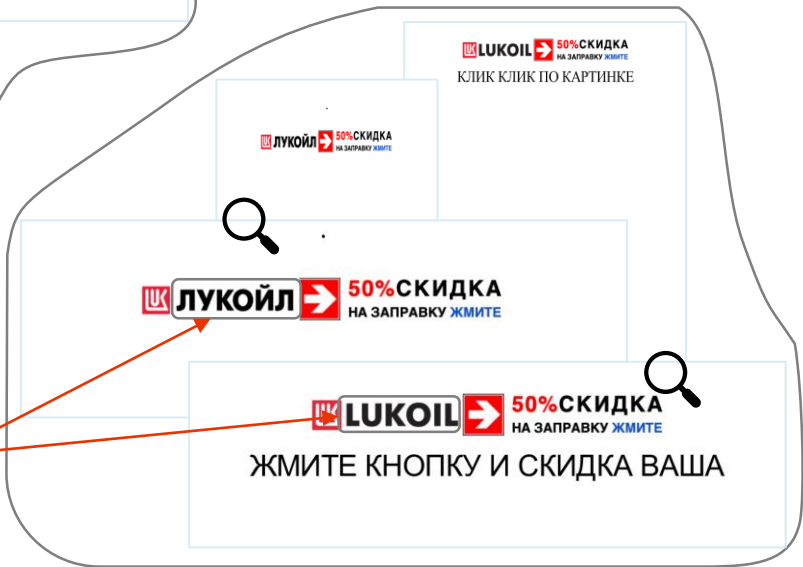 LUKOIL 50%СКИДКА
НА ЗАПРАВКУ ЖМИТЕ
КЛИК КЛИК ПО КАРТИНКЕ
ЛУКОЙЛ 50%СКИДКА
НА ЗАПРАВКУ ЖМИТЕ
ЛУКОЙЛ 50%СКИДКА
НА ЗАПРАВКУ ЖМИТЕ
LUKOIL 50%СКИДКА
НА ЗАПРАВКУ ЖМИТЕ
ЖМИТЕ КНОПКУ И СКИДКА ВАША